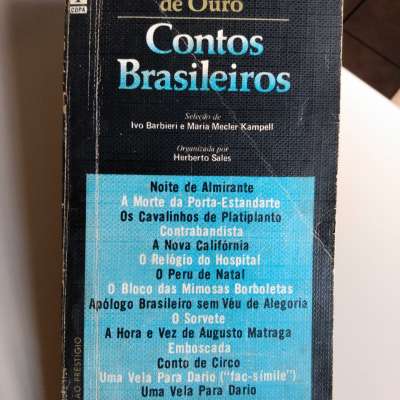 COPA
de Ouro
Contos
Brasileiros
Seleção de
Ivo Barbieri e Maria Mecler Kampell
Organizada por
Herberto Sales
Noite de Almirante
A Morte da Porta-Estandarte
Os Cavalinhos de Platiplanto
Contrabandista
A Nova Califórnia
O Relógio do Hospital
O Peru de Natal
O Bloco das Mimosas Borboletas
Apólogo Brasileiro sem Véu de Alegoria
O Sorvete
A Hora e Vez de Augusto Matraga
Emboscada
Conto de Circo
Uma Vela Para Dario ("fac-símile")
Uma Vela Para Dario
ÃO PRESTÍGIO